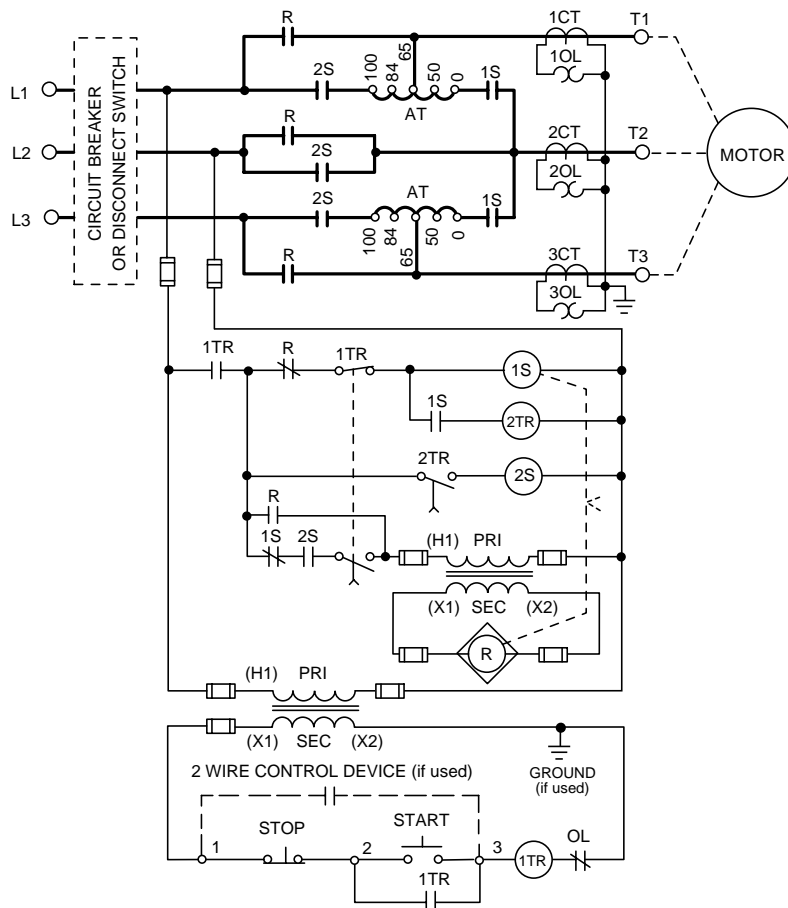 R
1CT
T1
L1
2S
100
84
65
50
0
1S
1OL
AT
CIRCUIT BREAKER
OR DISCONNECT SWITCH
R
L2
2S
2CT
T2
MOTOR
2OL
AT
L3
2S
1S
100
84
65
50
0
R
3CT
T3
3OL
1TR
R
1TR
1S
1S
2TR
2TR
2S
R
1S
2S
(H1)
PRI
(X1)
SEC
(X2)
R
(H1)
PRI
(X1)
SEC
(X2)
GROUND
(if used)
2 WIRE CONTROL DEVICE (if used)
STOP
START
OL
1
2
3
1TR
1TR